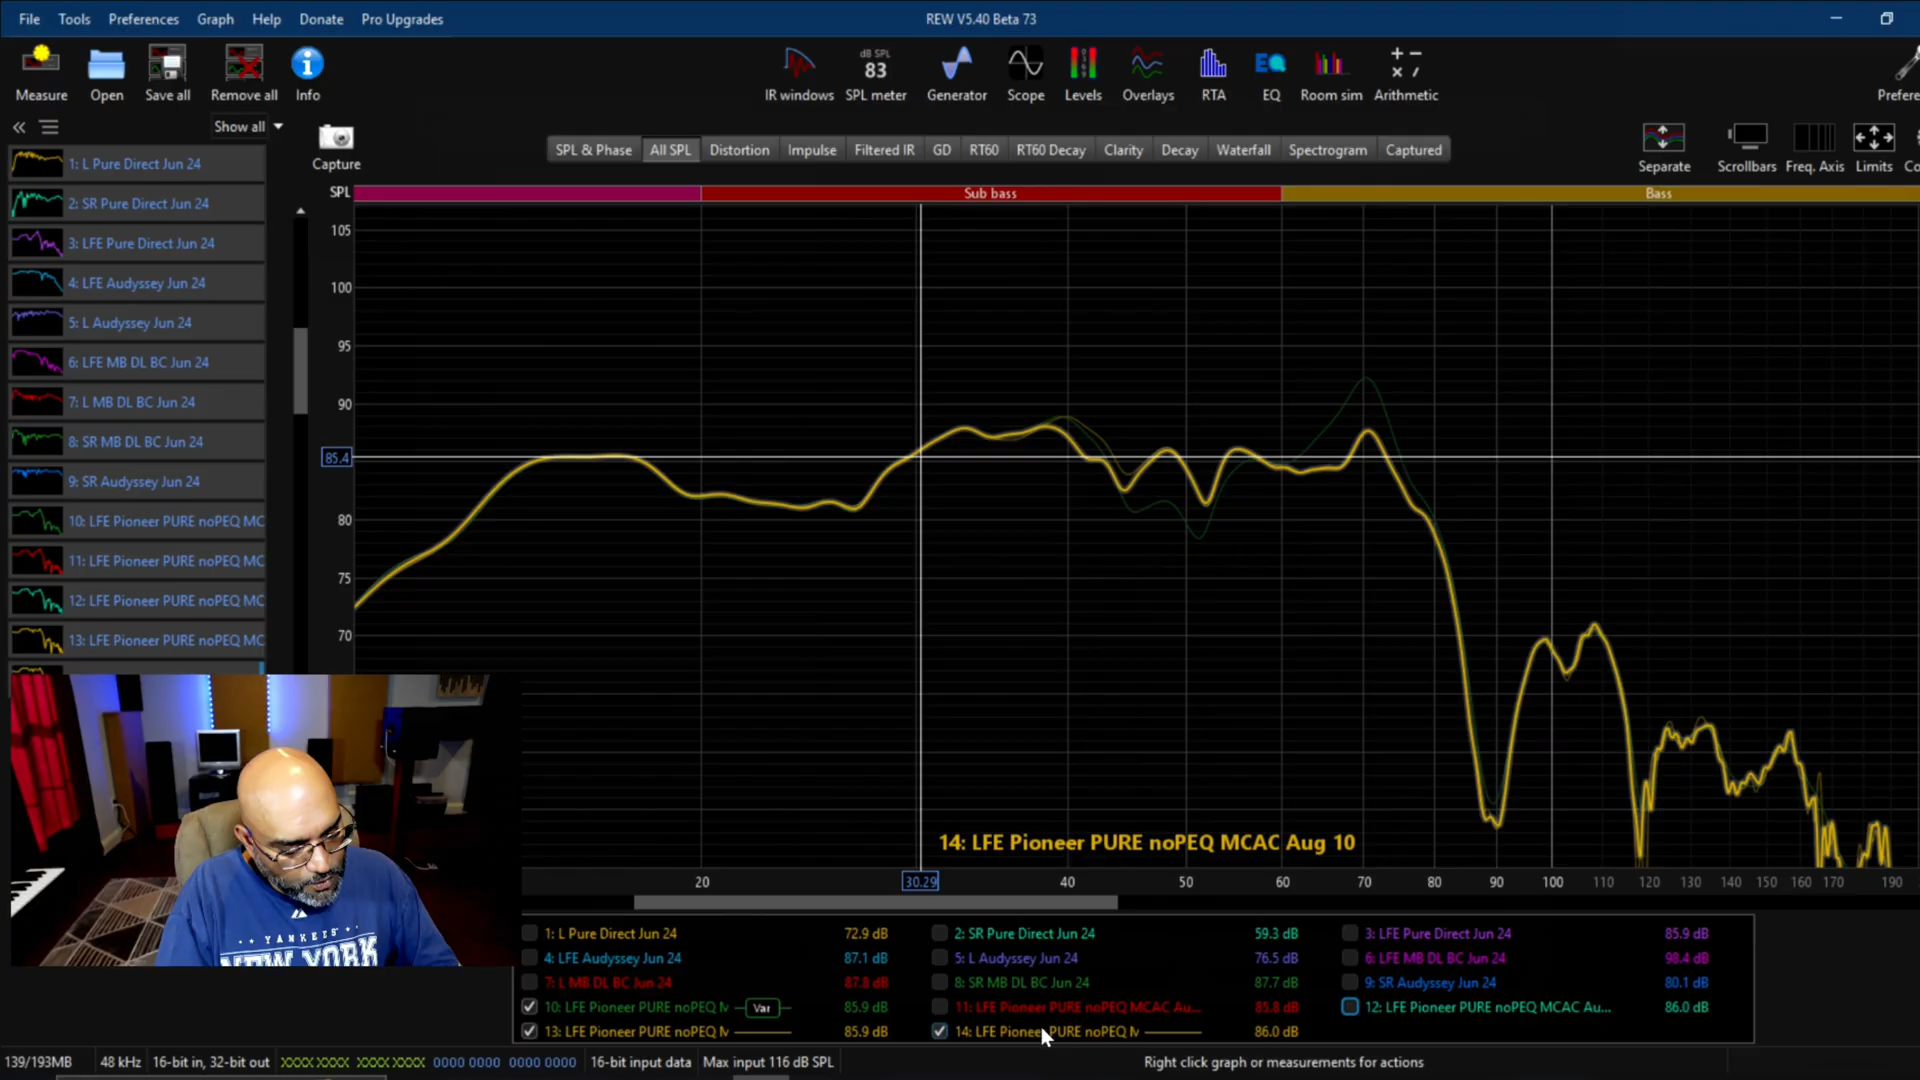 File Tools Preferences Graph Help Donate Pro Upgrades REW V5.40 Beta 73
dB SPL
83
Measure Open Save all Remove all Info IR windows SPL meter Generator Scope Levels Overlays RTA EQ Room sim Arithmetic Prefere
Show all
Capture
SPL & Phase All SPL Distortion Impulse Filtered IR GD RT60 RT60 Decay Clarity Decay Waterfall Spectrogram Captured
Separate Scrollbars Freq. Axis Limits Co
SPL Sub bass Bass
1: L Pure Direct Jun 24
2: SR Pure Direct Jun 24
3: LFE Pure Direct Jun 24
4: LFE Audyssey Jun 24
5: L Audyssey Jun 24
6: LFE MB DL BC Jun 24
7: L MB DL BC Jun 24
8: SR MB DL BC Jun 24
9: SR Audyssey Jun 24
10: LFE Pioneer PURE noPEQ MC
11: LFE Pioneer PURE noPEQ MC
12: LFE Pioneer PURE noPEQ MC
13: LFE Pioneer PURE noPEQ MC
105
100
95
90
85.4
80
75
70
14: LFE Pioneer PURE noPEQ MCAC Aug 10
20 30.29 40 50 60 70 80 90 100 110 120 130 140 150 160 170 190
YANKEES
NEW YORK
1: L Pure Direct Jun 24 72.9 dB 2: SR Pure Direct Jun 24 59.3 dB 3: LFE Pure Direct Jun 24 85.9 dB
4: LFE Audyssey Jun 24 87.1 dB 5: L Audyssey Jun 24 76.5 dB 6: LFE MB DL BC Jun 24 98.4 dB
7: L MB DL BC Jun 24 87.8 dB 8: SR MB DL BC Jun 24 87.7 dB 9: SR Audyssey Jun 24 80.1 dB
10: LFE Pioneer PURE noPEQ M Var 85.9 dB 11: LFE Pioneer PURE noPEQ MCAC Au... 85.8 dB 12: LFE Pioneer PURE noPEQ MCAC Au... 86.0 dB
13: LFE Pioneer PURE noPEQ M 85.9 dB 14: LFE Pioneer PURE noPEQ M 86.0 dB
139/193MB 48 kHz 16-bit in, 32-bit out XXXX XXXX XXXX XXXX 0000 0000 0000 0000 16-bit input data Max input 116 dB SPL Right click graph or measurements for actions